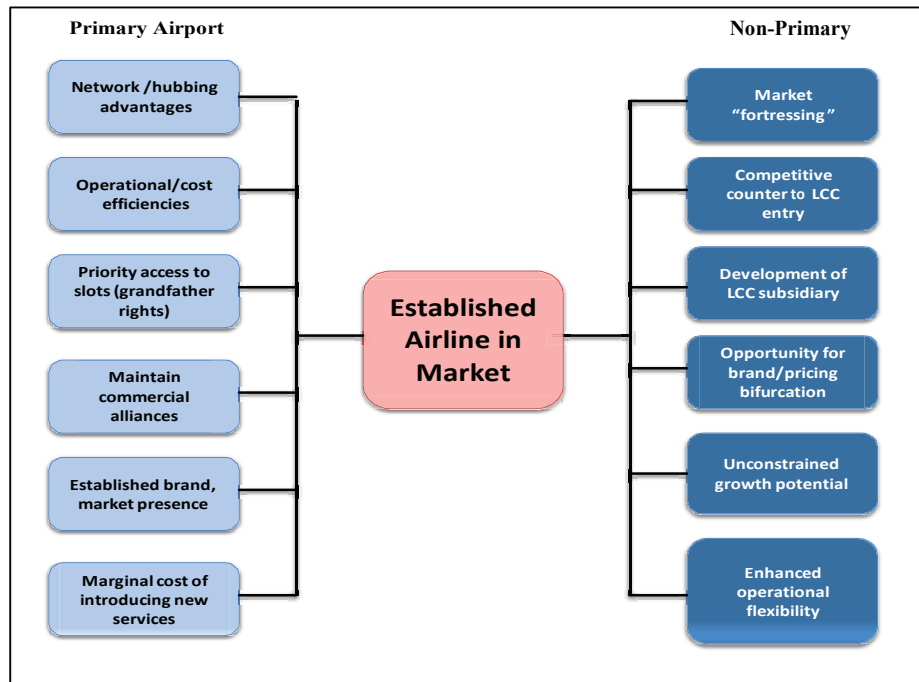 Primary Airport
Network /hubbing
advantages
Operational/cost
efficiencies
Priority access to
slots (grandfather
rights)
Maintain
commercial
alliances
Established brand,
market presence
Marginal cost of
introducing new
services
Established
Airline in
Market
Non-Primary
Market
“fortressing”
Competitive
counter to LCC
entry
Development of
LCC subsidiary
Opportunity for
brand/pricing
bifurcation
Unconstrained
growth potential
Enhanced
operational
flexibility